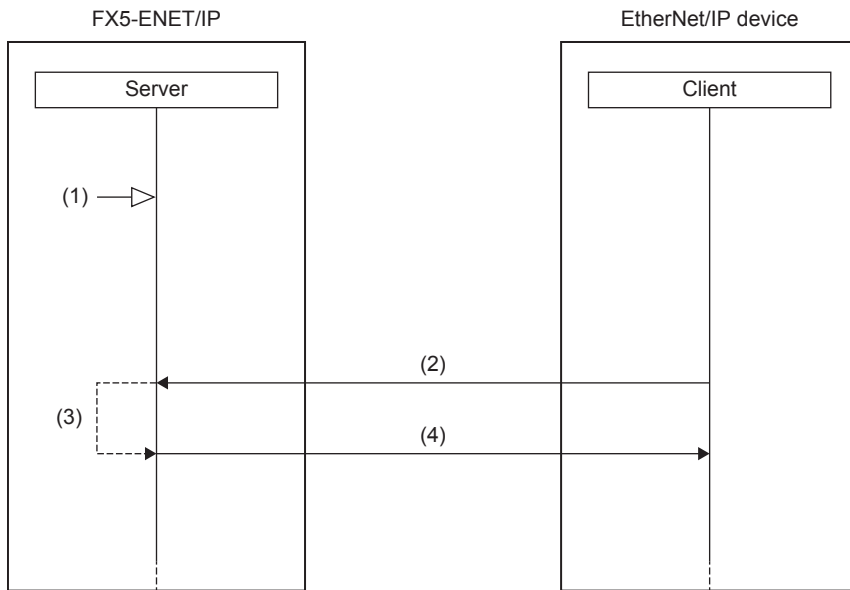 FX5-ENET/IP
EtherNet/IP device
Server
Client
(1)
(2)
(3)
(4)